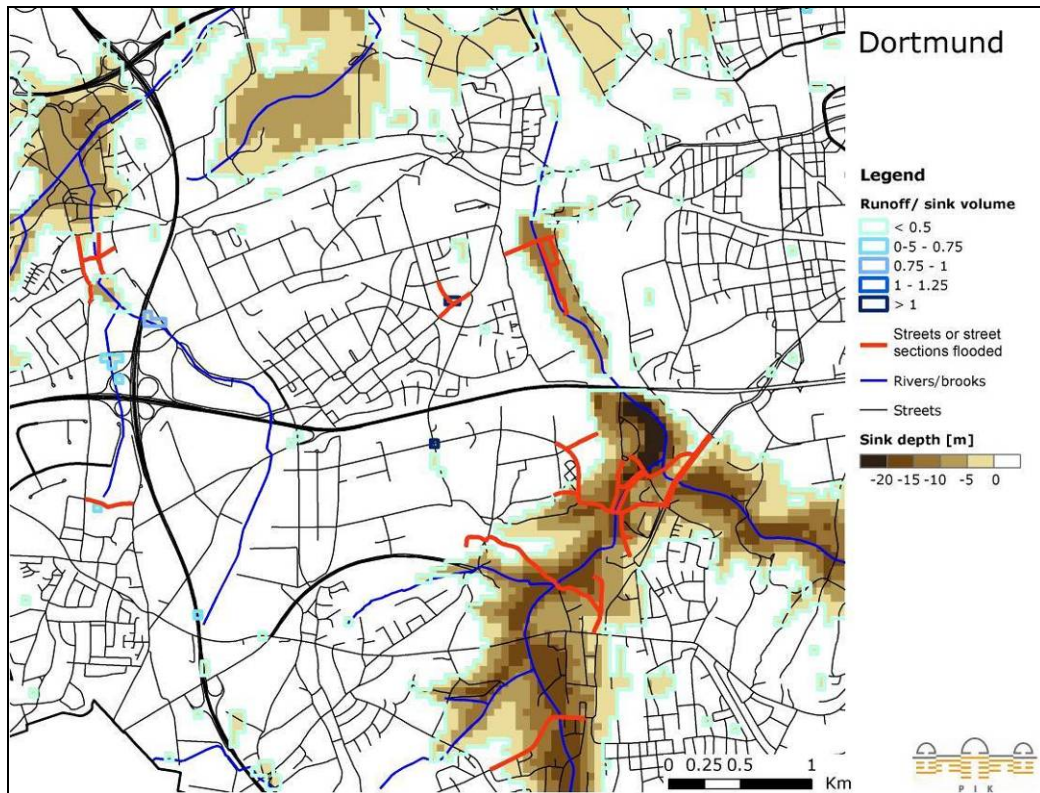 Dortmund
Legend
Runoff/ sink volume
< 0.5
0-5 - 0.75
0.75 - 1
1 - 1.25
> 1
Streets or street
sections flooded
Rivers/brooks
Streets
Sink depth [m]
-20 -15 -10 -5 0
0 0.25 0.5 1
Km
P I K